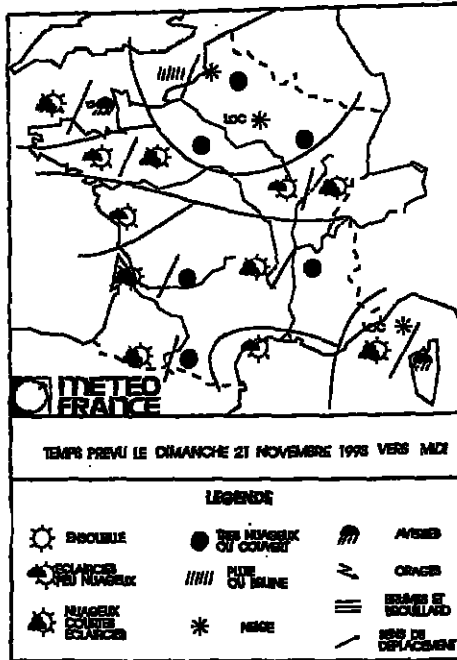 LOC
LOC
METEO
FRANCE
TEMPS PREVU LE DIMANCHE 21 NOVEMBRE 1993 VERS MIDI
LEGENDE
ENSOLEILLE
TRES NUAGEUX
OU COUVERT
AVERSES
ECLAIRCIES
PEU NUAGEUX
PLUIE
OU BRUINE
ORAGES
BRUMES ET
BROUILLARD
NUAGEUX
COURTES
ECLAIRCIES
NEIGE
SENS DE
DEPLACEMENT